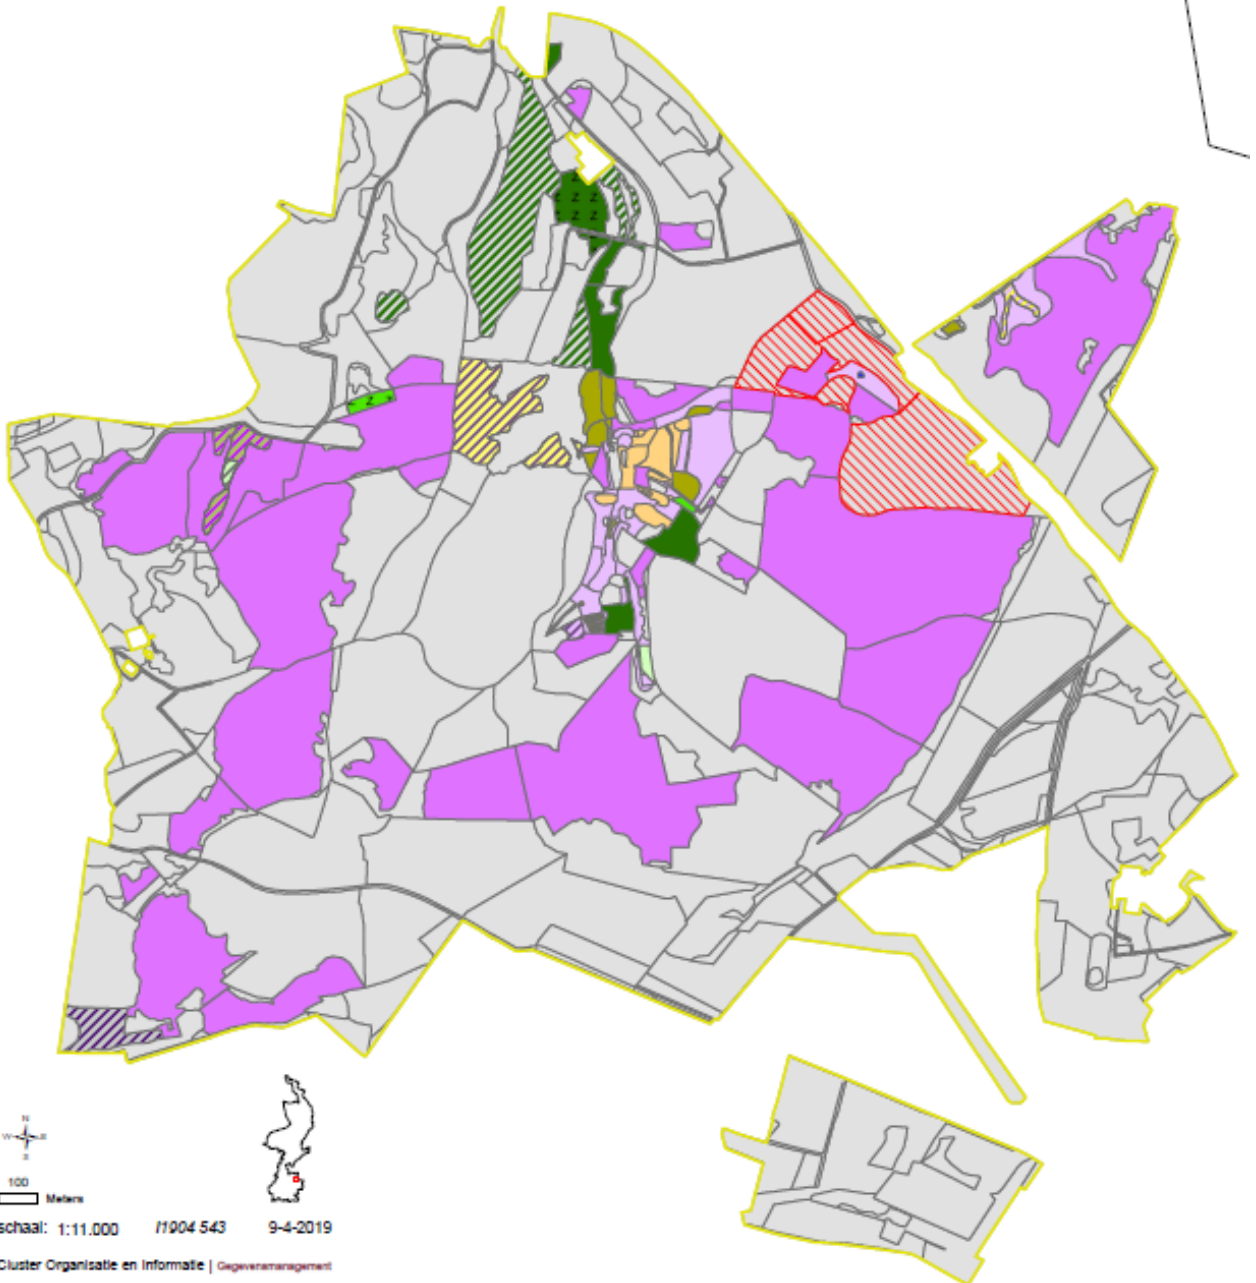 Z Z
Z Z
Z
N
W E
S
100
Meters
schaal: 1:11.000 I1904 543 9-4-2019
Cluster Organisatie en Informatie | Gegevensmanagement